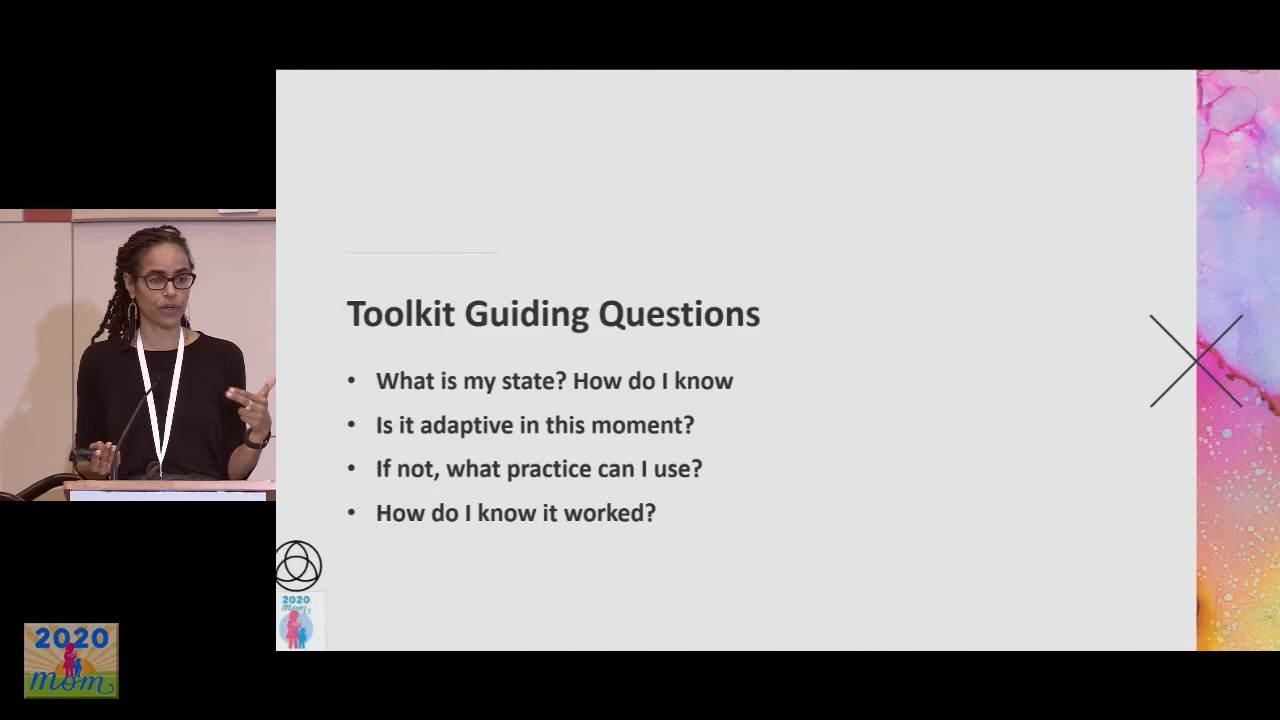 Toolkit Guiding Questions
• What is my state? How do I know
• Is it adaptive in this moment?
• If not, what practice can I use?
• How do I know it worked?
2020
mom
2020
mom